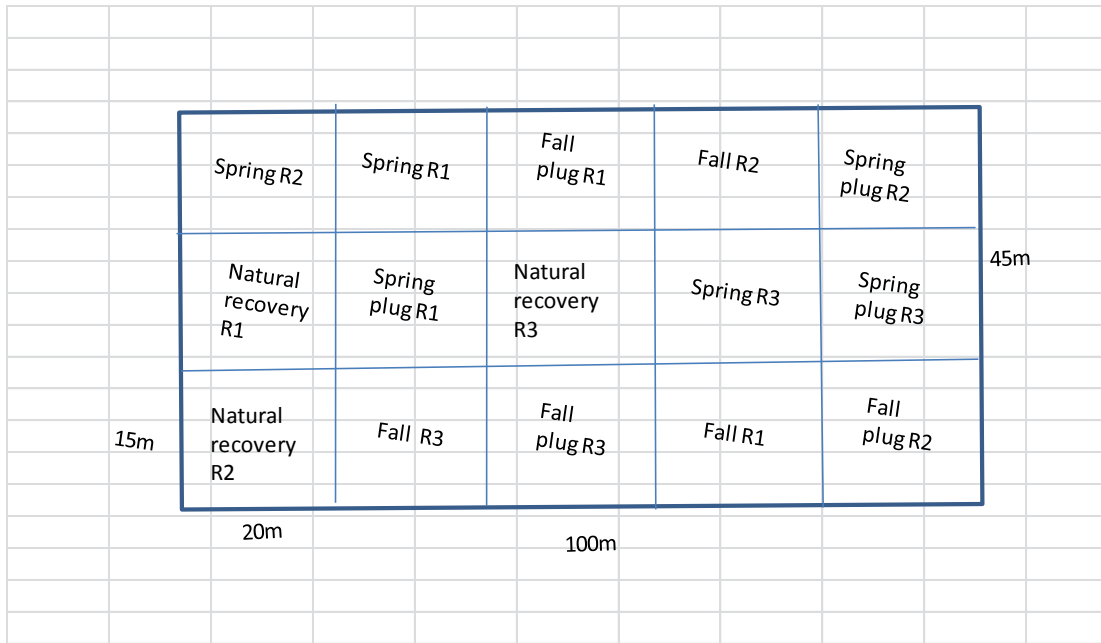 Spring R2
Spring R1
Fall
plug R1
Fall R2
Spring
plug R2
45m
Natural
recovery
R1
Spring
plug R1
Natural
recovery
R3
Spring R3
Spring
plug R3
15m
Natural
recovery
R2
Fall R3
Fall
plug R3
Fall R1
Fall
plug R2
20m
100m